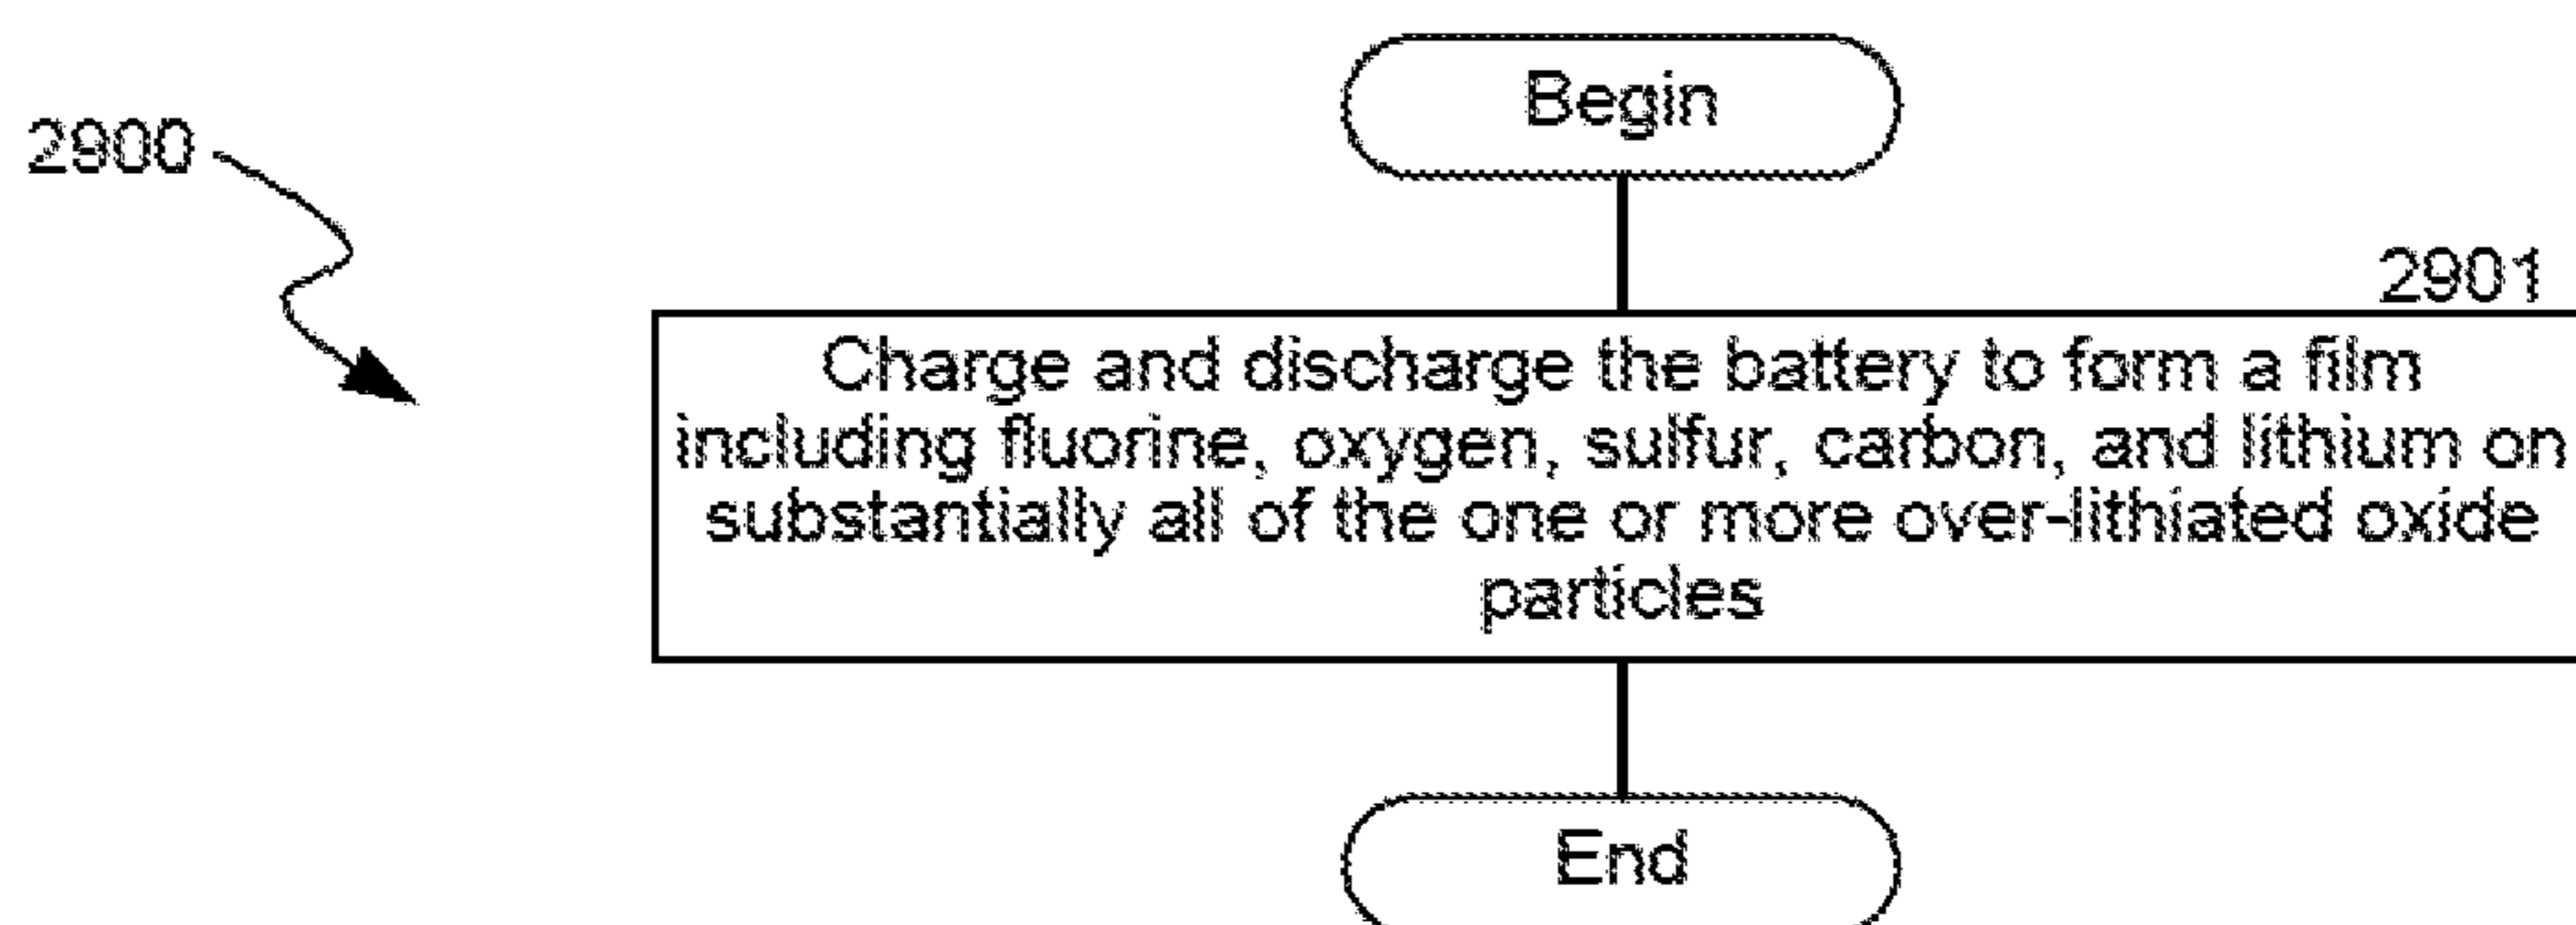 Begin
2900
2901
Charge and discharge the battery to form a film
including fluorine, oxygen, sulfur, carbon, and lithium on
substantially all of the one or more over-lithiated oxide
particles
End